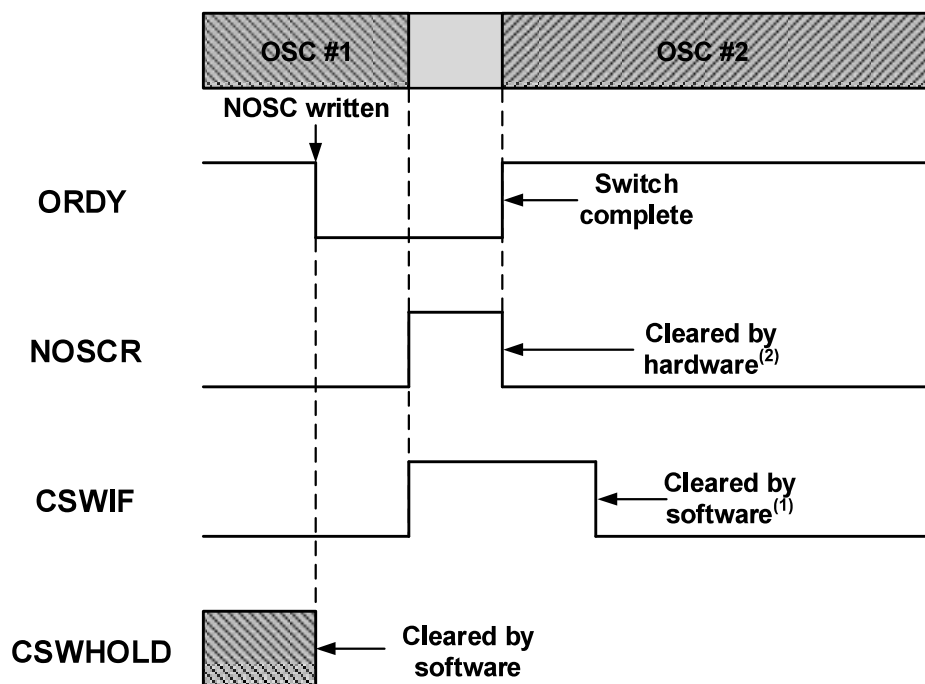 OSC #1
OSC #2
NOSC written
ORDY
Switch
complete
NOSCR
Cleared by
hardware(2)
CSWIF
Cleared by
software(1)
CSWHOLD
Cleared by
software